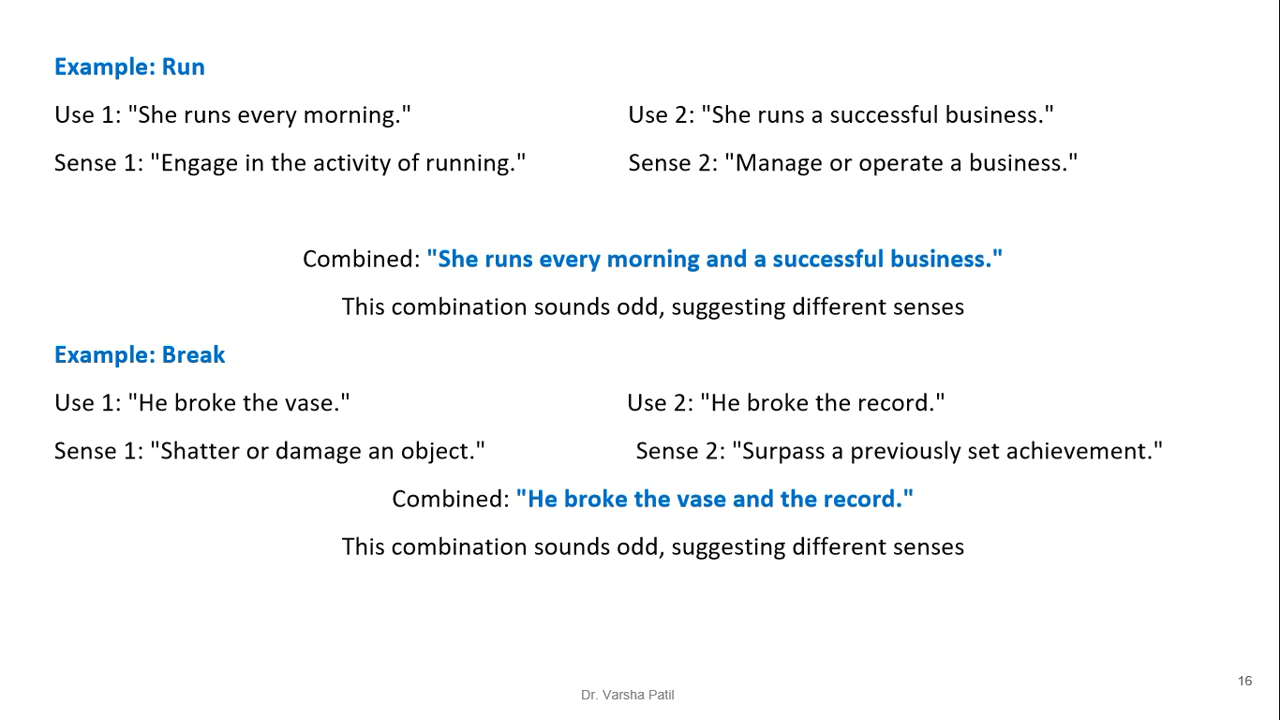 Example: Run
Use 1: "She runs every morning." Use 2: "She runs a successful business."
Sense 1: "Engage in the activity of running." Sense 2: "Manage or operate a business."
Combined: "She runs every morning and a successful business."
This combination sounds odd, suggesting different senses
Example: Break
Use 1: "He broke the vase." Use 2: "He broke the record."
Sense 1: "Shatter or damage an object." Sense 2: "Surpass a previously set achievement."
Combined: "He broke the vase and the record."
This combination sounds odd, suggesting different senses
16
Dr. Varsha Patil